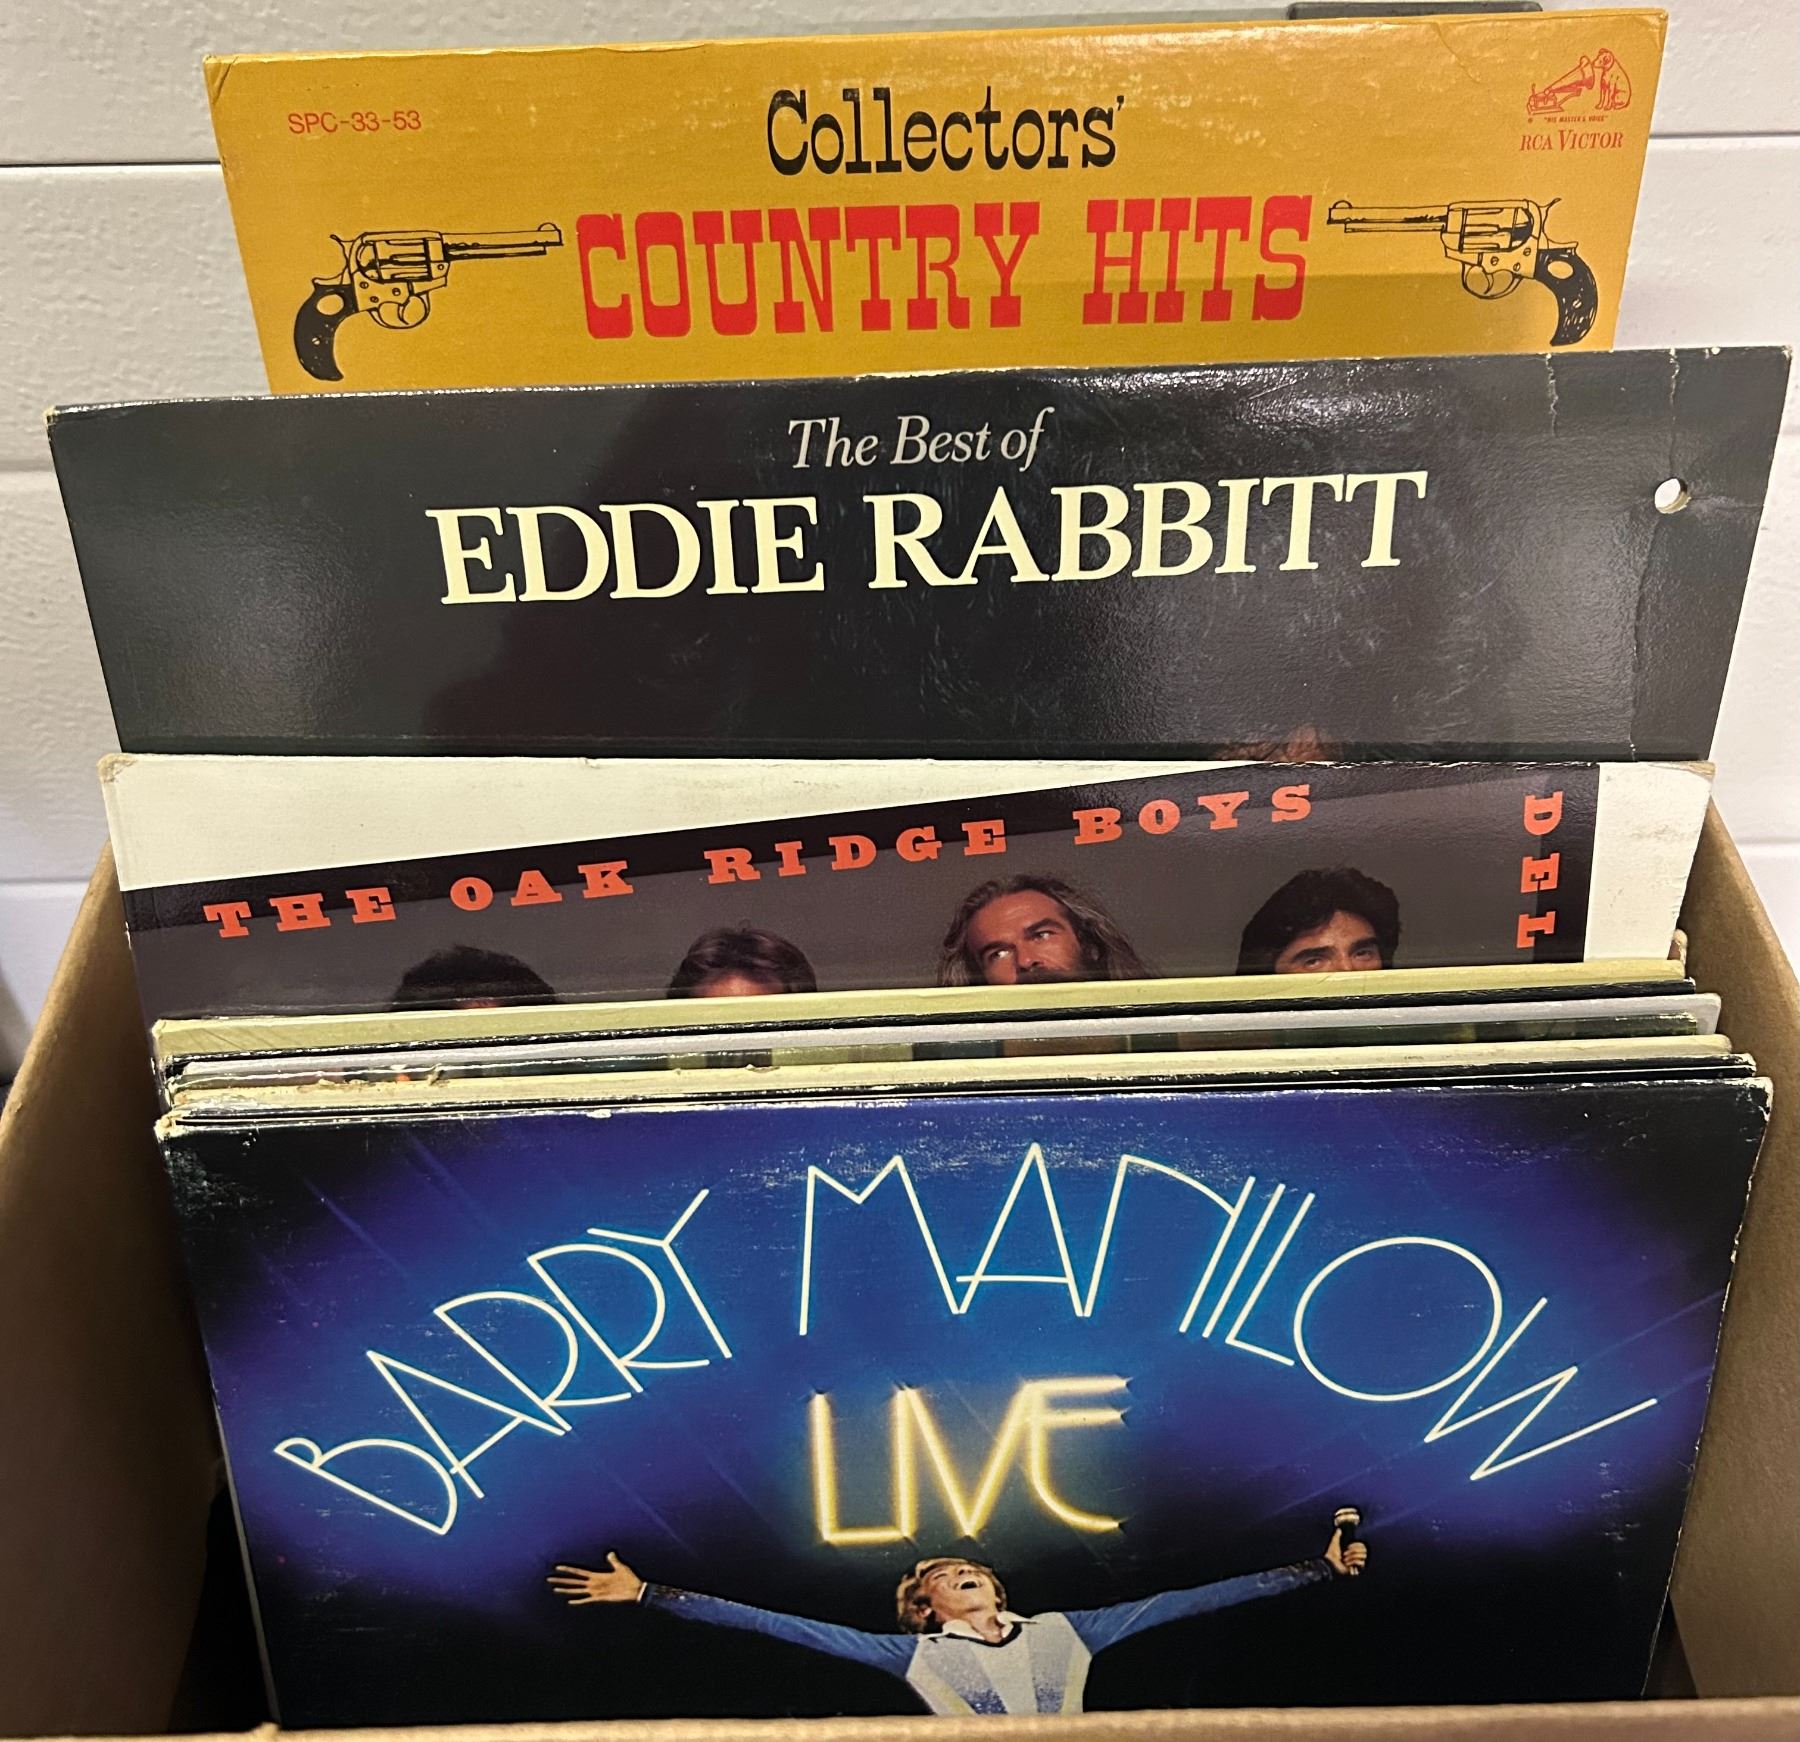 SPC-33-53
Collectors'
COUNTRY HITS
"HIS MASTER'S VOICE"
RCA VICTOR
The Best of
EDDIE RABBITT
THE OAK RIDGE BOYS
DEL
BARRY MANILOW
LIVE